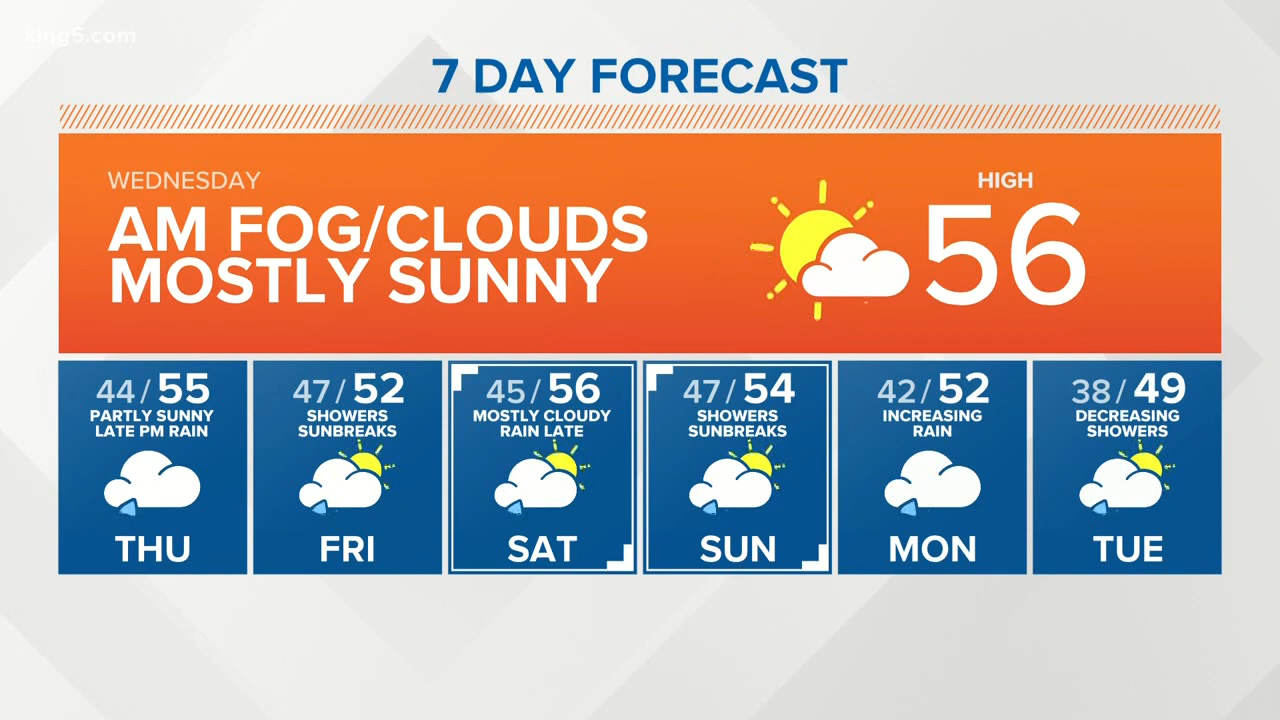 king5.com
7 DAY FORECAST
WEDNESDAY
AM FOG/CLOUDS
MOSTLY SUNNY
HIGH
56
44 / 55
PARTLY SUNNY
LATE PM RAIN
THU
47 / 52
SHOWERS
SUNBREAKS
FRI
45 / 56
MOSTLY CLOUDY
RAIN LATE
SAT
47 / 54
SHOWERS
SUNBREAKS
SUN
42 / 52
INCREASING
RAIN
MON
38 / 49
DECREASING
SHOWERS
TUE